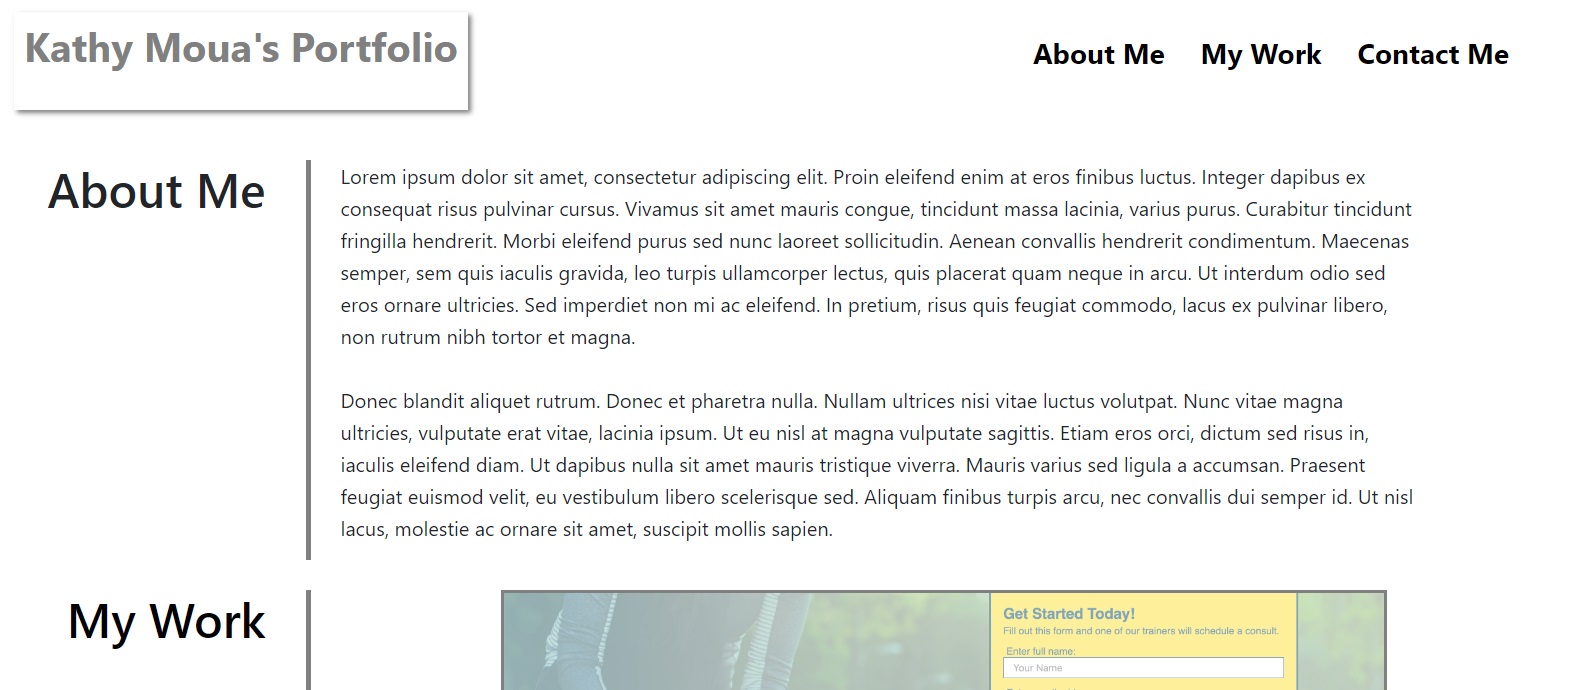 Kathy Moua's Portfolio
About Me My Work Contact Me
About Me
Lorem ipsum dolor sit amet, consectetur adipiscing elit. Proin eleifend enim at eros finibus luctus. Integer dapibus ex
consequat risus pulvinar cursus. Vivamus sit amet mauris congue, tincidunt massa lacinia, varius purus. Curabitur tincidunt
fringilla hendrerit. Morbi eleifend purus sed nunc laoreet sollicitudin. Aenean convallis hendrerit condimentum. Maecenas
semper, sem quis iaculis gravida, leo turpis ullamcorper lectus, quis placerat quam neque in arcu. Ut interdum odio sed
eros ornare ultricies. Sed imperdiet non mi ac eleifend. In pretium, risus quis feugiat commodo, lacus ex pulvinar libero,
non rutrum nibh tortor et magna.
Donec blandit aliquet rutrum. Donec et pharetra nulla. Nullam ultrices nisi vitae luctus volutpat. Nunc vitae magna
ultricies, vulputate erat vitae, lacinia ipsum. Ut eu nisl at magna vulputate sagittis. Etiam eros orci, dictum sed risus in,
iaculis eleifend diam. Ut dapibus nulla sit amet mauris tristique viverra. Mauris varius sed ligula a accumsan. Praesent
feugiat euismod velit, eu vestibulum libero scelerisque sed. Aliquam finibus turpis arcu, nec convallis dui semper id. Ut nisl
lacus, molestie ac ornare sit amet, suscipit mollis sapien.
My Work
Get Started Today!
Fill out this form and one of our trainers will schedule a consult.
Enter full name:
Your Name